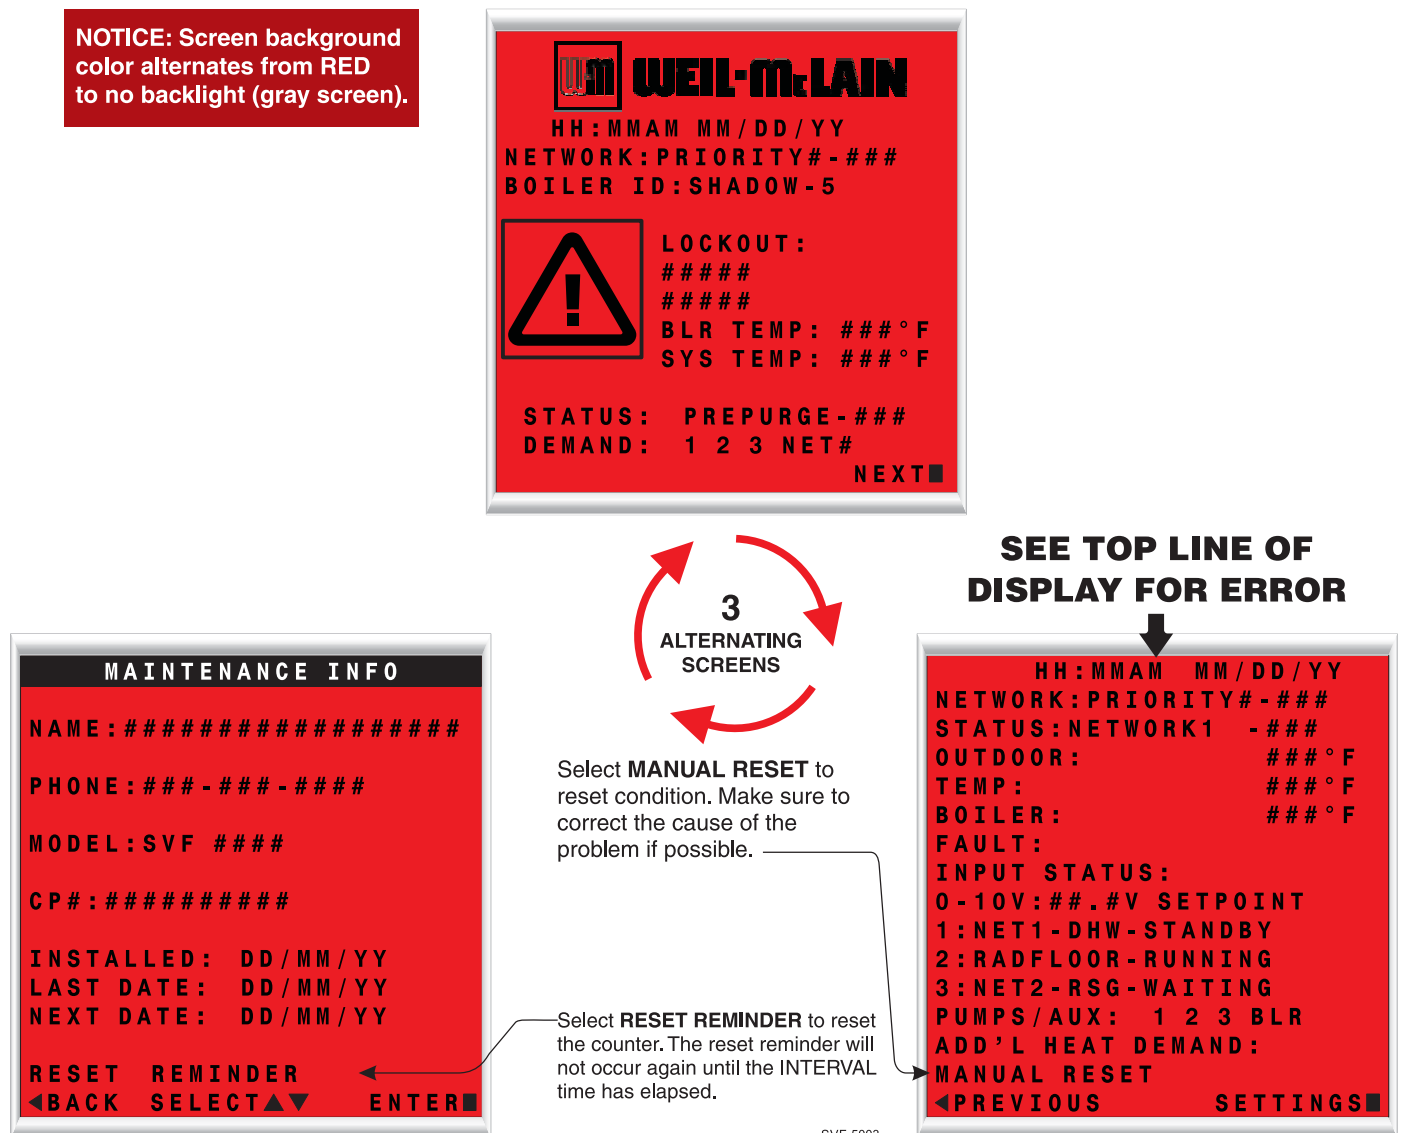 NOTICE: Screen background
color alternates from RED
to no backlight (gray screen).
WM WEIL-McLAIN
HH:MMAM MM/DD/YY
NETWORK:PRIORITY#-###
BOILER ID:SHADOW-5
LOCKOUT:
#####
#####
BLR TEMP: ###°F
SYS TEMP: ###°F
STATUS: PREPURGE-###
DEMAND: 1 2 3 NET#
NEXT
3
ALTERNATING
SCREENS
SEE TOP LINE OF
DISPLAY FOR ERROR
MAINTENANCE INFO
NAME:##################
PHONE:###-###-####
MODEL:SVF ####
CP#:##########
INSTALLED: DD/MM/YY
LAST DATE: DD/MM/YY
NEXT DATE: DD/MM/YY
RESET REMINDER
◀BACK SELECT▲▼ ENTER■
Select MANUAL RESET to
reset condition. Make sure to
correct the cause of the
problem if possible.
Select RESET REMINDER to reset
the counter. The reset reminder will
not occur again until the INTERVAL
time has elapsed.
HH:MMAM MM/DD/YY
NETWORK:PRIORITY#-###
STATUS:NETWORK1 -###
OUTDOOR: ###°F
TEMP: ###°F
BOILER: ###°F
FAULT:
INPUT STATUS:
0-10V:##.#V SETPOINT
1:NET1-DHW-STANDBY
2:RADFLOOR-RUNNING
3:NET2-RSG-WAITING
PUMPS/AUX: 1 2 3 BLR
ADD'L HEAT DEMAND:
MANUAL RESET
◀PREVIOUS SETTINGS■